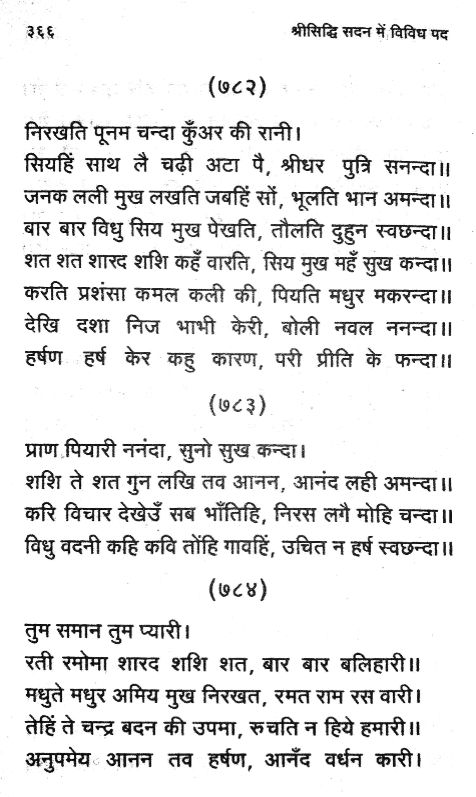 ३६६ श्रीसिद्धि सदन में विविध पद
(७८२)
निरखति पूनम चन्दा कुँअर की रानी।
सियहिं साथ लै चढ़ी अटा पै, श्रीधर पुत्रि सनन्दा॥
जनक लली मुख लखति जबहिं सों, भूलति भान अमन्दा॥
बार बार विधु सिय मुख पेखति, तौलति दुहुन स्वछन्दा॥
शत शत शारद शशि कहँ वारति, सिय मुख महँ सुख कन्दा॥
करति प्रशंसा कमल कली की, पियति मधुर मकरन्दा॥
देखि दशा निज भाभी केरी, बोली नवल ननन्दा॥
हर्षण हर्ष केर कहु कारण, परी प्रीति के फन्दा॥
(७८३)
प्राण पियारी ननंदा, सुनो सुख कन्दा।
शशि ते शत गुन लखि तव आनन, आनंद लही अमन्दा॥
करि विचार देखेउँ सब भाँतिहि, निरस लगै मोहि चन्दा॥
विधु वदनी कहि कवि तोंहि गावहिं, उचित न हर्ष स्वछन्दा॥
(७८४)
तुम समान तुम प्यारी।
रती रमोमा शारद शशि शत, बार बार बलिहारी॥
मधुते मधुर अमिय मुख निरखत, रमत राम रस वारी।
तेहिं ते चन्द्र बदन की उपमा, रुचति न हिये हमारी॥
अनुपमेय आनन तव हर्षण, आनँद वर्धन कारी।